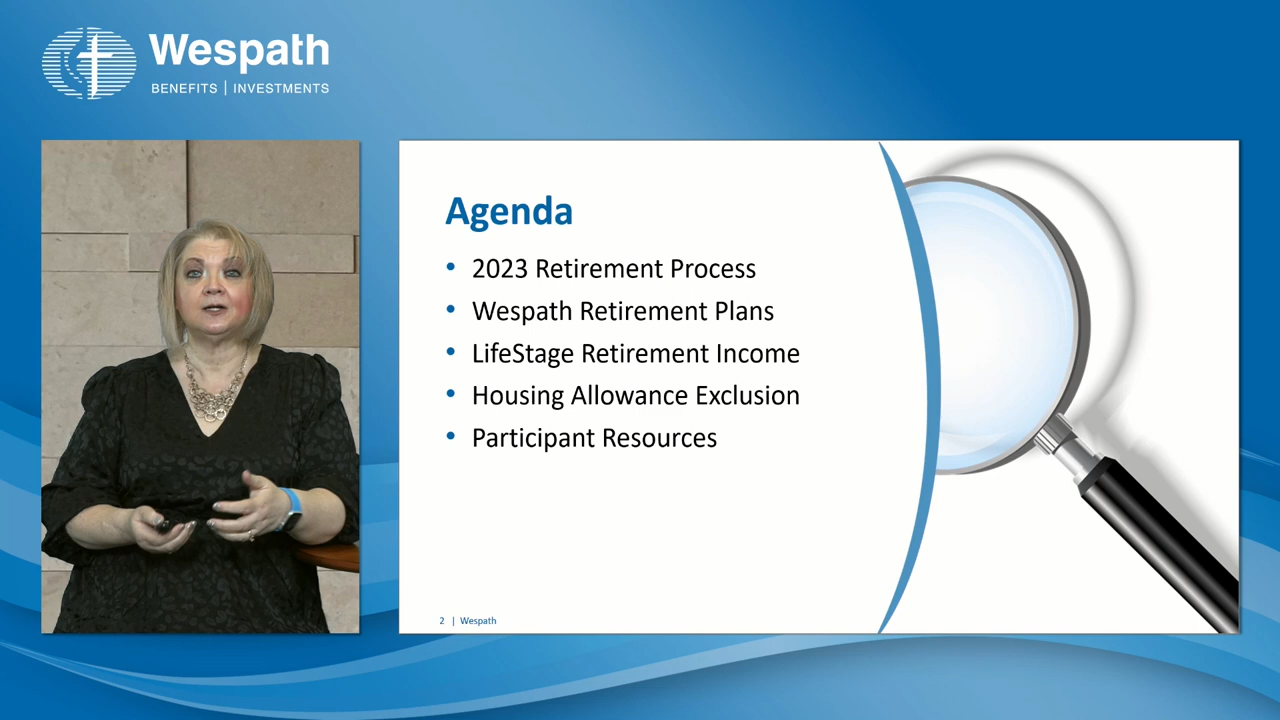 Wespath
BENEFITS | INVESTMENTS
Agenda
• 2023 Retirement Process
• Wespath Retirement Plans
• LifeStage Retirement Income
• Housing Allowance Exclusion
• Participant Resources
2 | Wespath